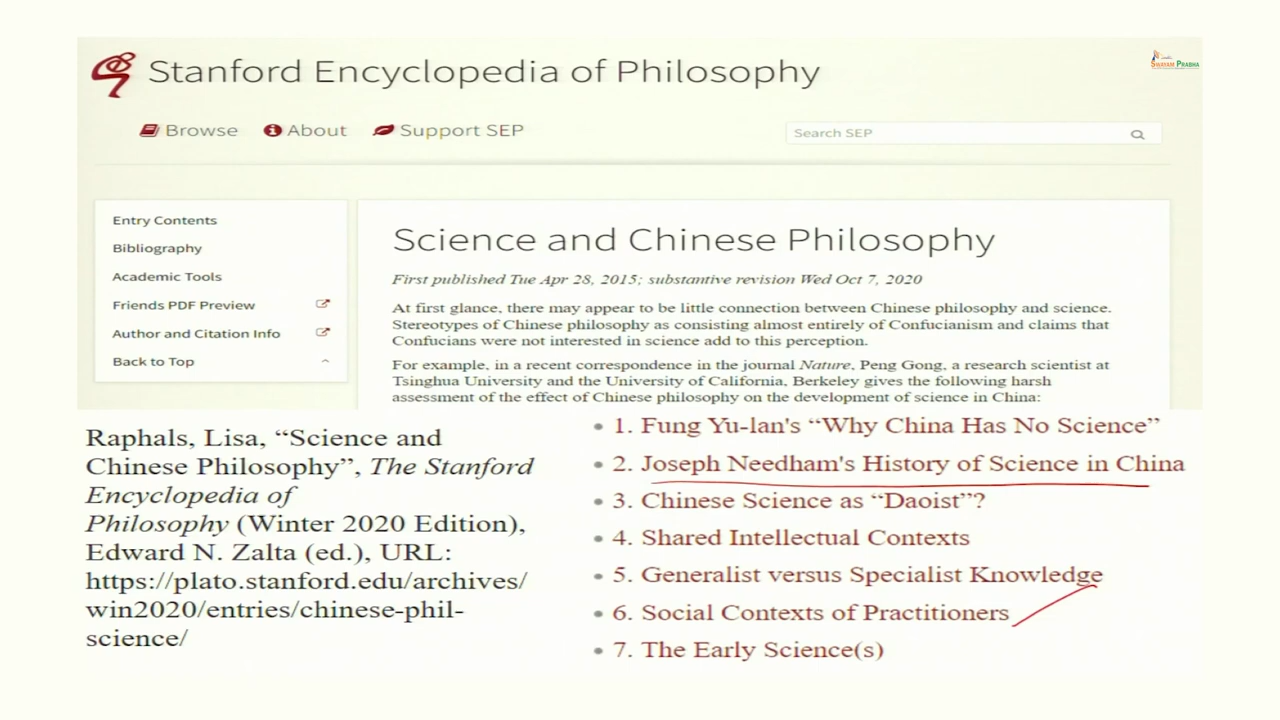 Stanford Encyclopedia of Philosophy
SWAYAM PRABHA
Browse About Support SEP
Search SEP
Entry Contents
Bibliography
Academic Tools
Friends PDF Preview
Author and Citation Info
Back to Top
Science and Chinese Philosophy
First published Tue Apr 28, 2015; substantive revision Wed Oct 7, 2020
At first glance, there may appear to be little connection between Chinese philosophy and science.
Stereotypes of Chinese philosophy as consisting almost entirely of Confucianism and claims that
Confucians were not interested in science add to this perception.
For example, in a recent correspondence in the journal Nature, Peng Gong, a research scientist at
Tsinghua University and the University of California, Berkeley gives the following harsh
assessment of the effect of Chinese philosophy on the development of science in China:
Raphals, Lisa, “Science and
Chinese Philosophy”, The Stanford
Encyclopedia of
Philosophy (Winter 2020 Edition),
Edward N. Zalta (ed.), URL:
https://plato.stanford.edu/archives/
win2020/entries/chinese-phil-
science/
• 1. Fung Yu-lan's “Why China Has No Science”
• 2. Joseph Needham's History of Science in China
• 3. Chinese Science as “Daoist”?
• 4. Shared Intellectual Contexts
• 5. Generalist versus Specialist Knowledge
• 6. Social Contexts of Practitioners
• 7. The Early Science(s)